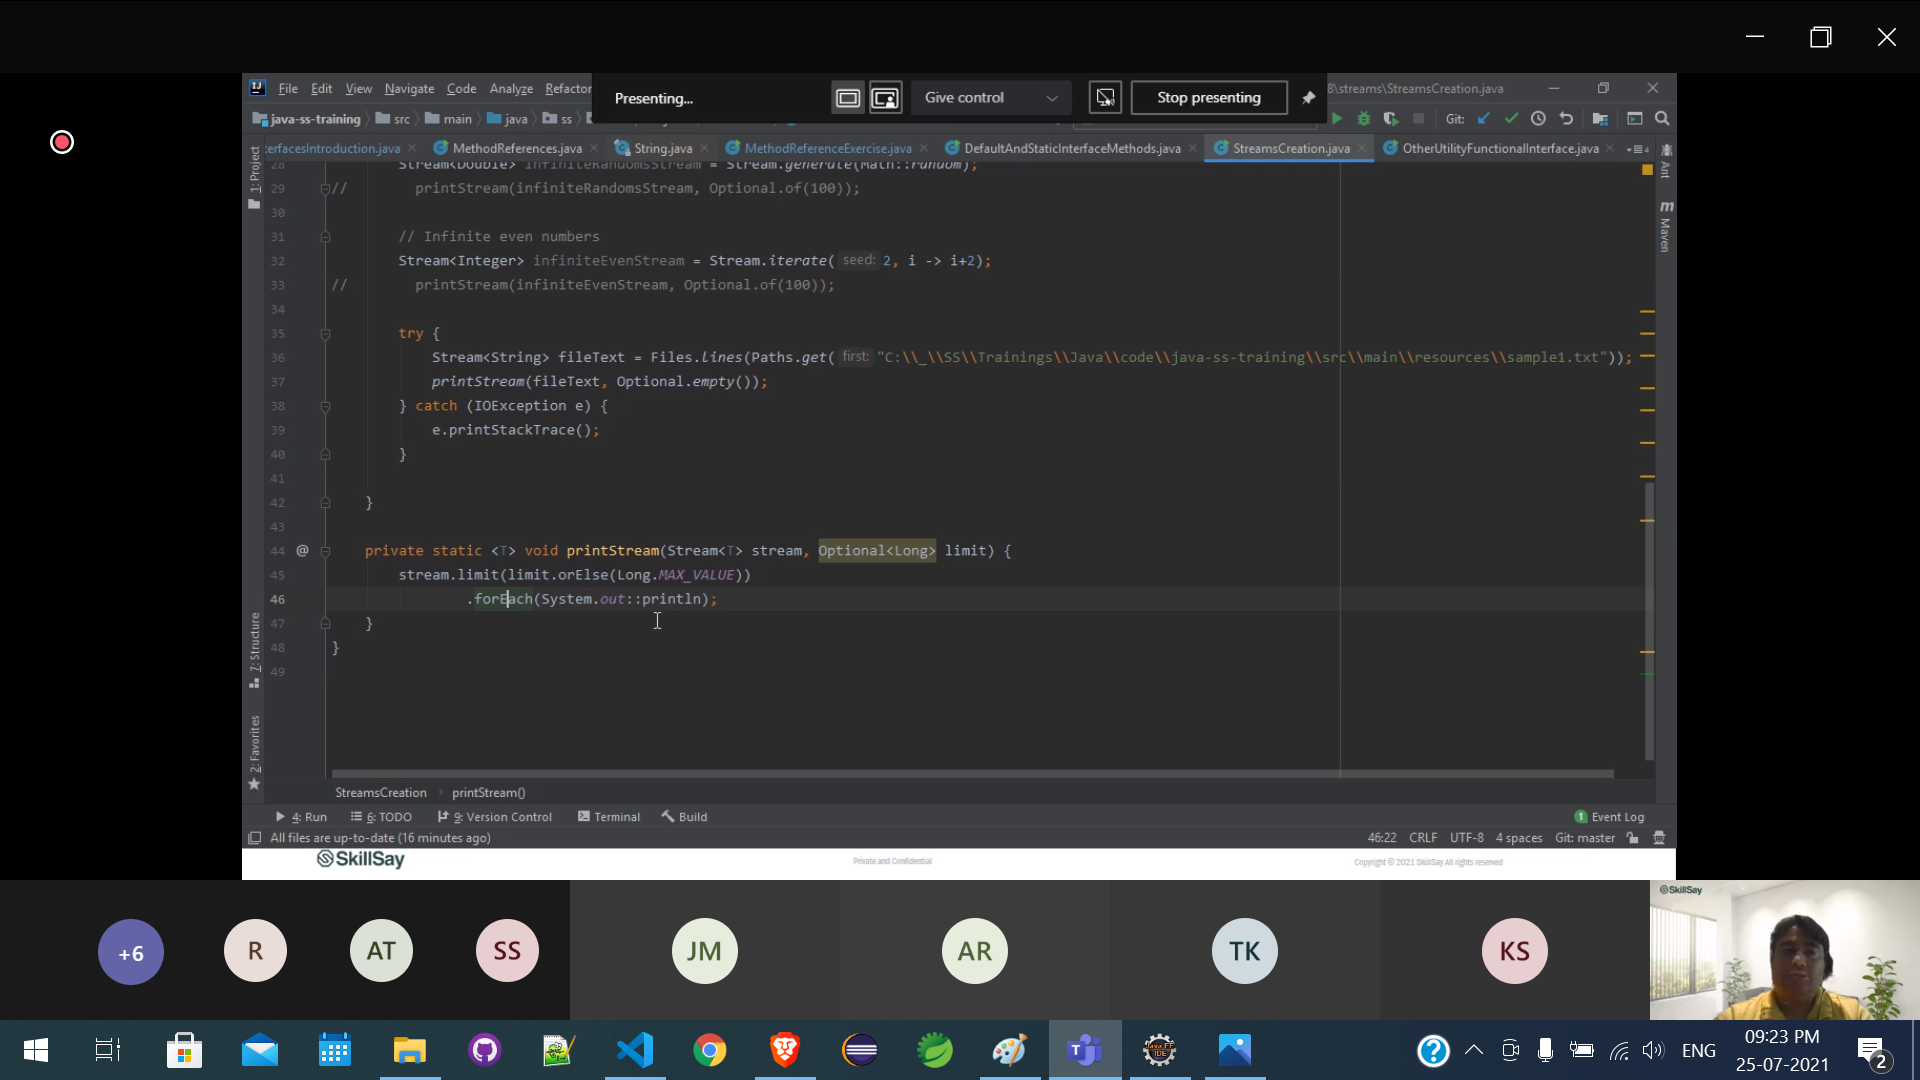 File Edit View Navigate Code Analyze Refactor
Presenting...
Give control
Stop presenting
8\streams\StreamsCreation.java
java-ss-training src main java ss
Git:
erfacesIntroduction.java MethodReferences.java String.java MethodReferenceExercise.java DefaultAndStaticInterfaceMethods.java StreamsCreation.java OtherUtilityFunctionalInterface.java
1: Project
Ant
Maven
28 Stream<Double> infiniteRandomsStream = Stream.generate(Math::random);
29 // printStream(infiniteRandomsStream, Optional.of(100));
30
31 // Infinite even numbers
32 Stream<Integer> infiniteEvenStream = Stream.iterate( seed: 2, i -> i+2);
33 // printStream(infiniteEvenStream, Optional.of(100));
34
35 try {
36 Stream<String> fileText = Files.lines(Paths.get( first: "C:\\_\\SS\\Trainings\\Java\\code\\java-ss-training\\src\\main\\resources\\sample1.txt"));
37 printStream(fileText, Optional.empty());
38 } catch (IOException e) {
39 e.printStackTrace();
40 }
41
42 }
43
44 @ private static <T> void printStream(Stream<T> stream, Optional<Long> limit) {
45 stream.limit(limit.orElse(Long.MAX_VALUE))
46 .forEach(System.out::println);
47 }
48 }
49
7: Structure
2: Favorites
StreamsCreation printStream()
4: Run 6: TODO 9: Version Control Terminal Build
1 Event Log
All files are up-to-date (16 minutes ago)
46:22 CRLF UTF-8 4 spaces Git: master
SkillSay
Private and Confidential
Copyright © 2021 SkillSay All rights reserved
SkillSay
+6 R AT SS JM AR TK KS
ENG
09:23 PM
25-07-2021
2